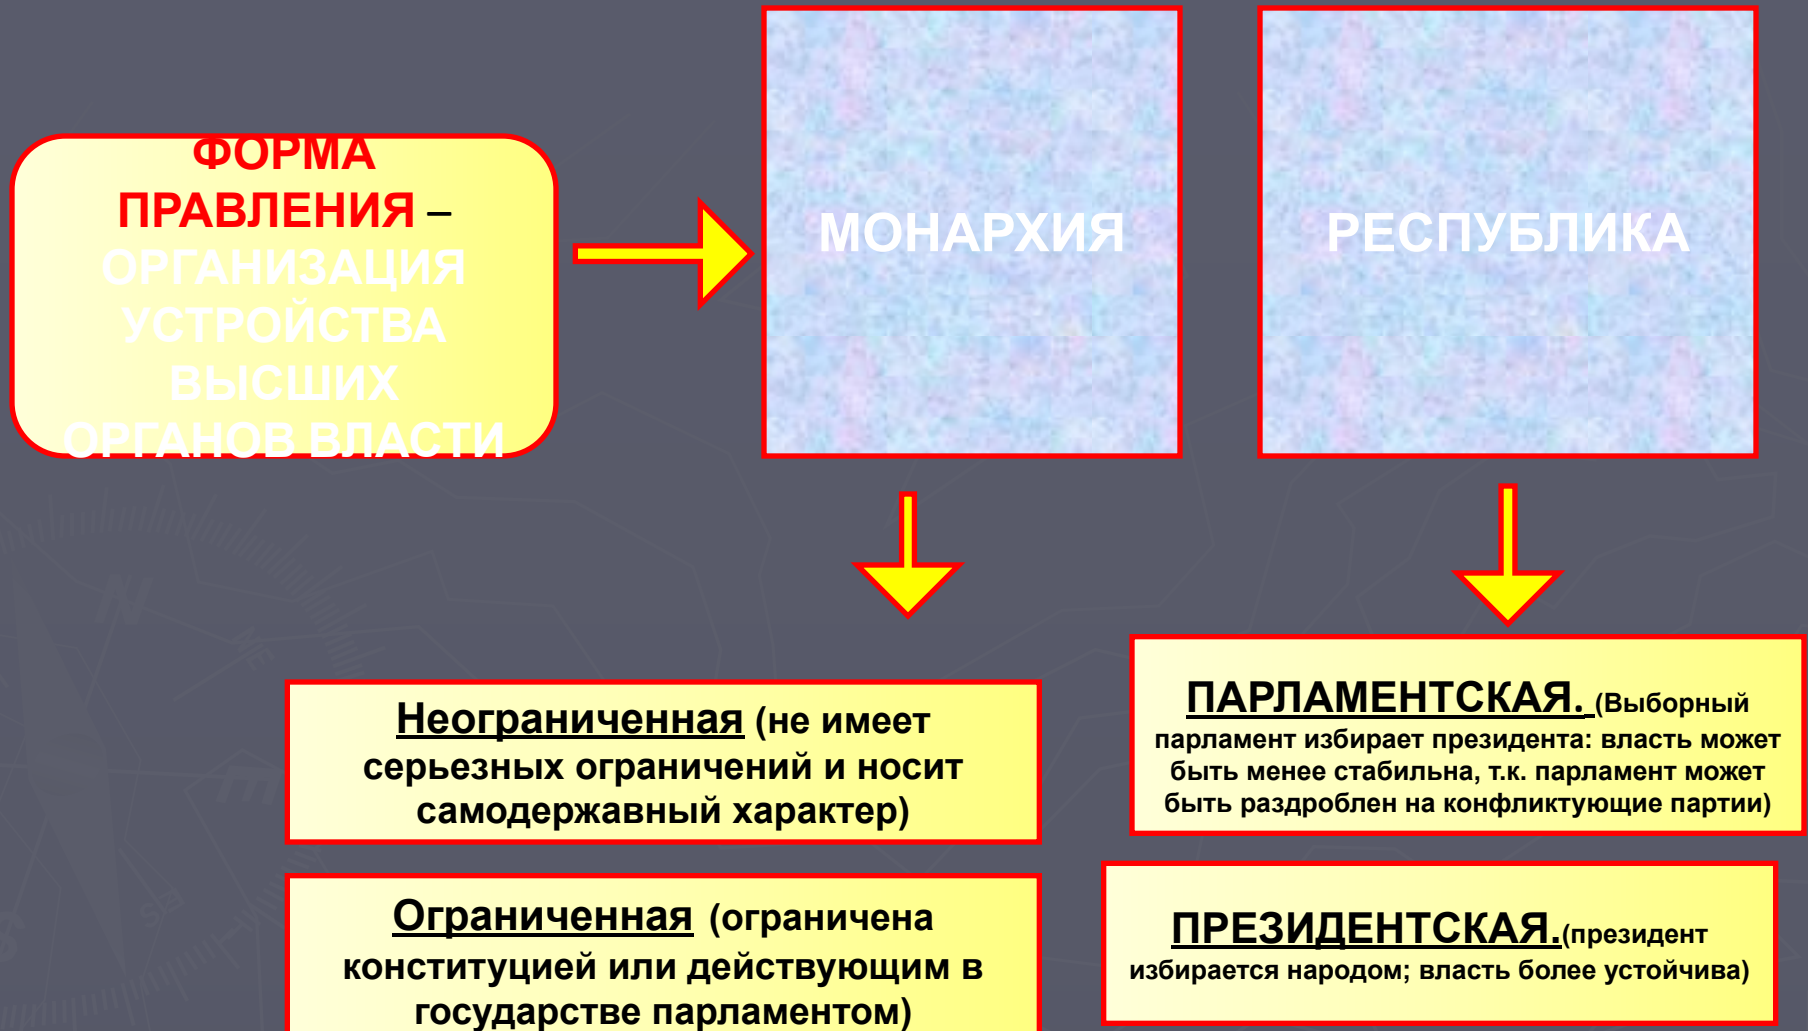 ФОРМА
ПРАВЛЕНИЯ –
ОРГАНИЗАЦИЯ
УСТРОЙСТВА
ВЫСШИХ
ОРГАНОВ ВЛАСТИ
МОНАРХИЯ
РЕСПУБЛИКА
Неограниченная (не имеет
серьезных ограничений и носит
самодержавный характер)
Ограниченная (ограничена
конституцией или действующим в
государстве парламентом)
ПАРЛАМЕНТСКАЯ. (Выборный
парламент избирает президента: власть может
быть менее стабильна, т.к. парламент может
быть раздроблен на конфликтующие партии)
ПРЕЗИДЕНТСКАЯ.(президент
избирается народом; власть более устойчива)
N
NE
E
SE
S